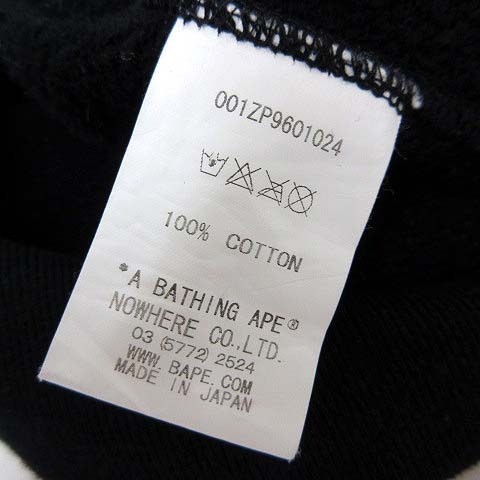 001ZP9601024
100% COTTON
*A BATHING APE®
NOWHERE CO.,LTD.
03 (5772) 2524
WWW. BAPE. COM
MADE IN JAPAN